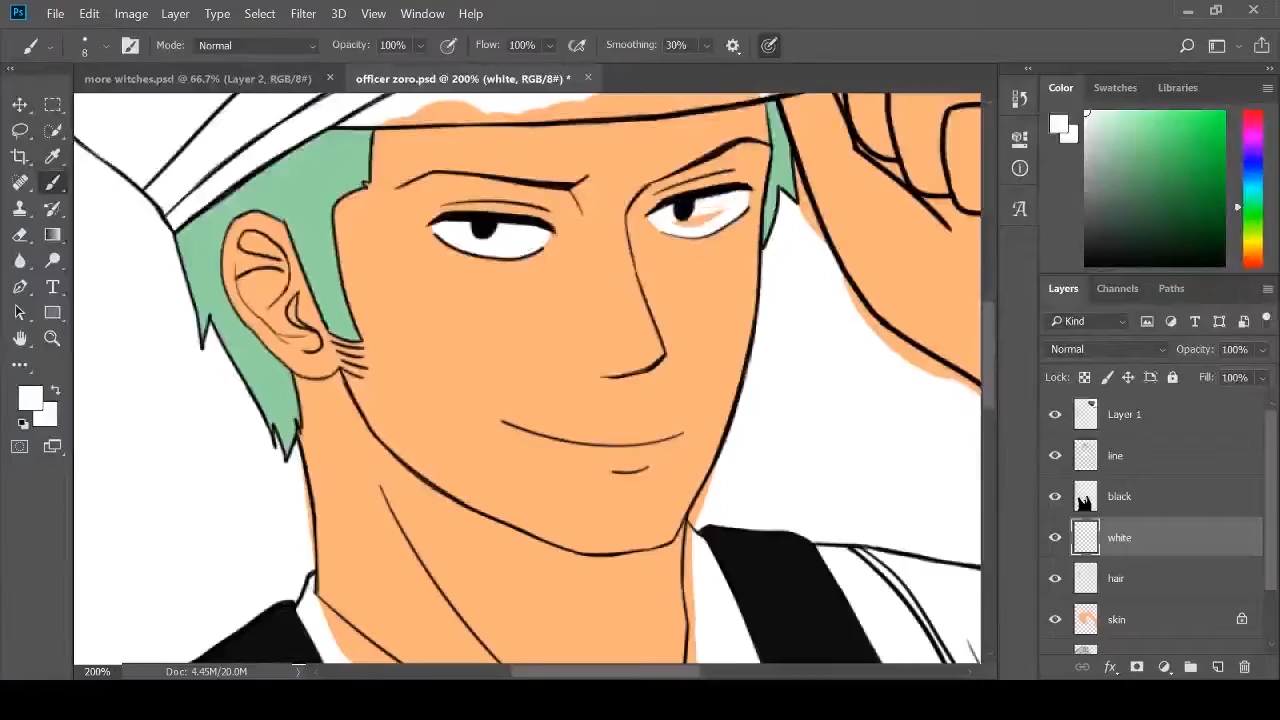 Ps File Edit Image Layer Type Select Filter 3D View Window Help
8 Mode: Normal Opacity: 100% Flow: 100% Smoothing: 30%
more witches.psd @ 66.7% (Layer 2, RGB/8#) × officer zoro.psd @ 200% (white, RGB/8#) * ×
Color Swatches Libraries
Layers Channels Paths
Kind
Normal Opacity: 100%
Lock: Fill: 100%
Layer 1
line
black
white
hair
skin
200% Doc: 4.45M/20.0M